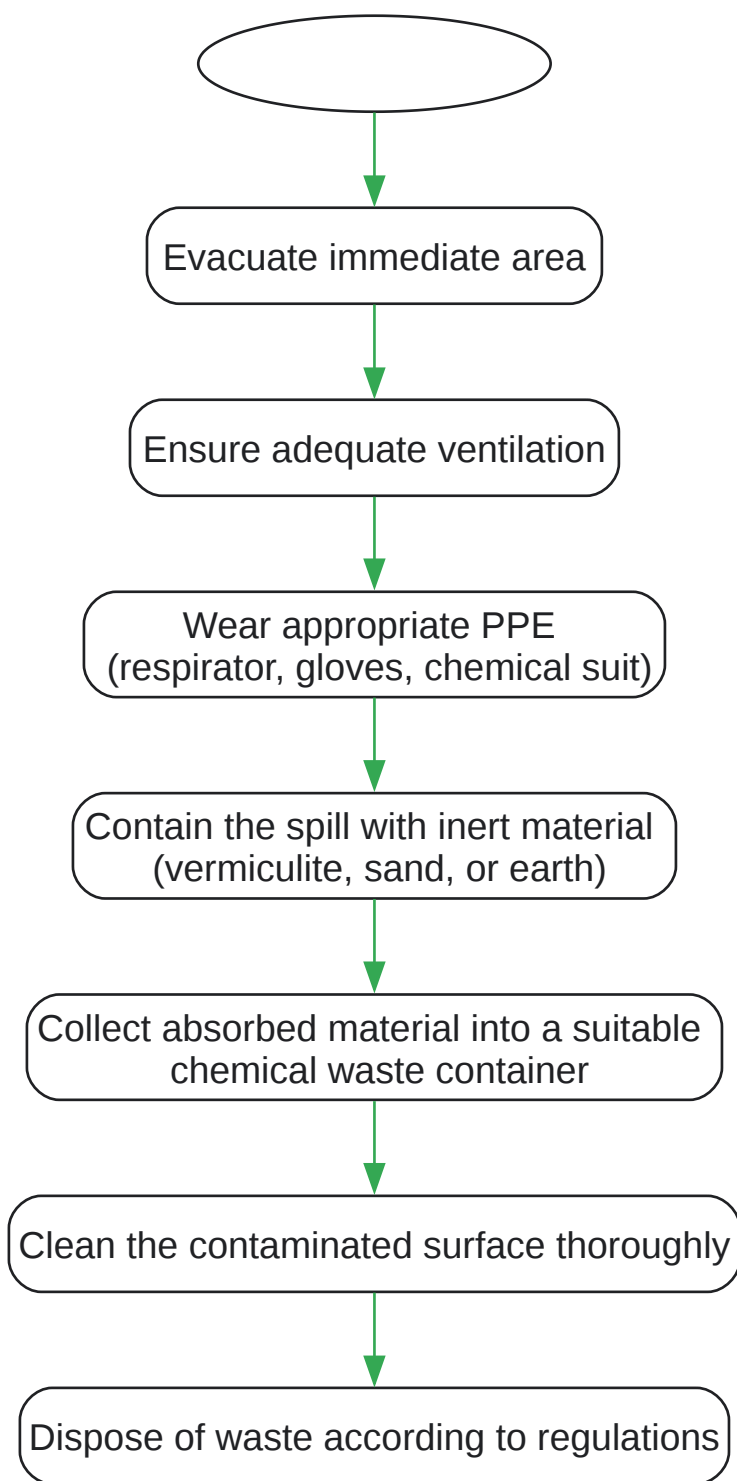 Evacuate immediate area
Ensure adequate ventilation
Wear appropriate PPE
(respirator, gloves, chemical suit)
Contain the spill with inert material
(vermiculite, sand, or earth)
Collect absorbed material into a suitable
chemical waste container
Clean the contaminated surface thoroughly
Dispose of waste according to regulations